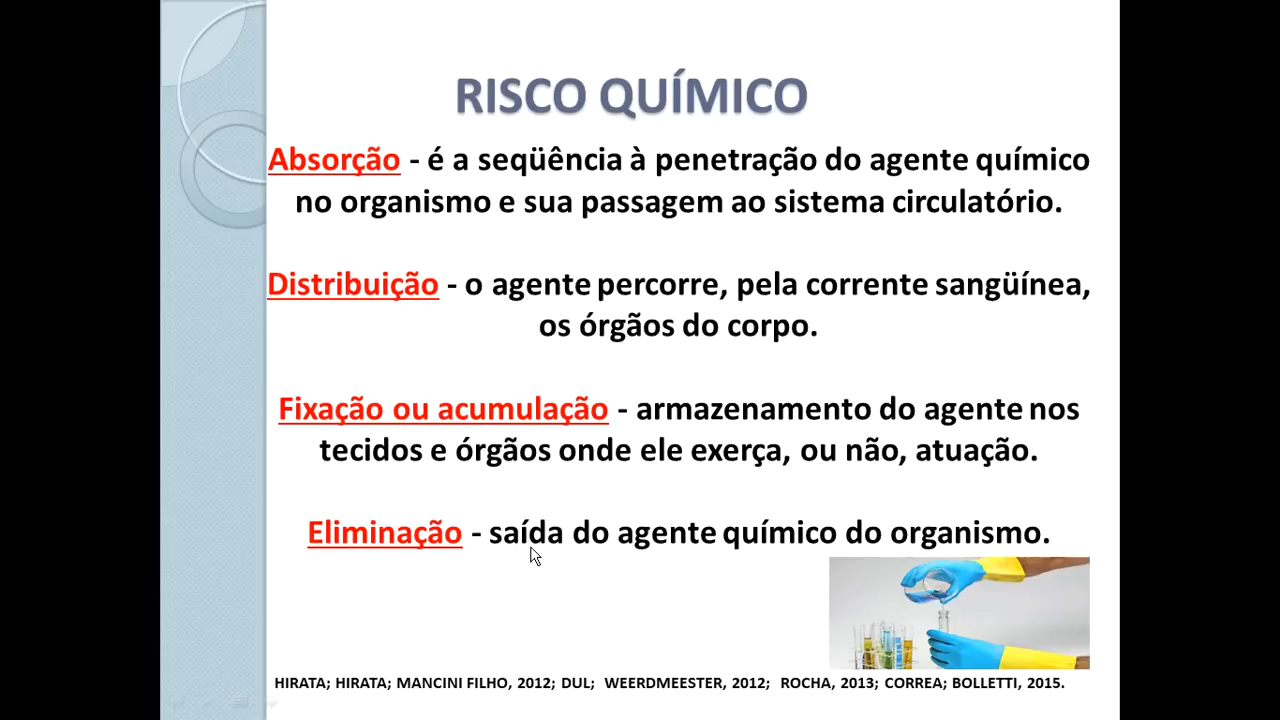 RISCO QUÍMICO
Absorção - é a seqüência à penetração do agente químico
no organismo e sua passagem ao sistema circulatório.
Distribuição - o agente percorre, pela corrente sangüínea,
os órgãos do corpo.
Fixação ou acumulação - armazenamento do agente nos
tecidos e órgãos onde ele exerça, ou não, atuação.
Eliminação - saída do agente químico do organismo.
HIRATA; HIRATA; MANCINI FILHO, 2012; DUL; WEERDMEESTER, 2012; ROCHA, 2013; CORREA; BOLLETTI, 2015.